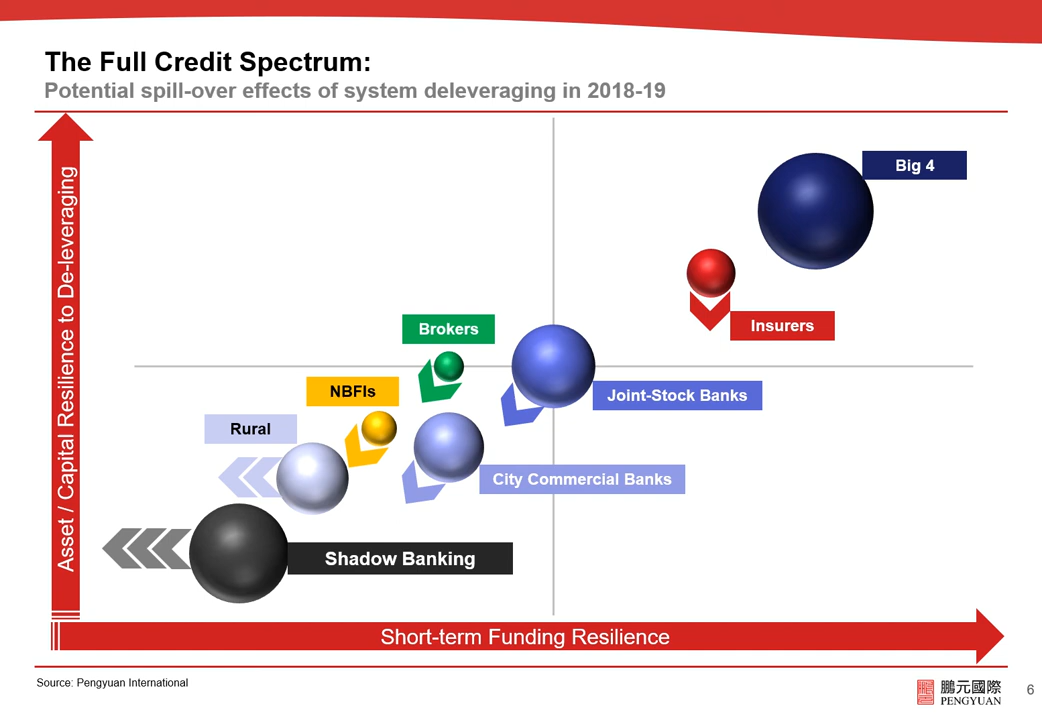 The Full Credit Spectrum:
Potential spill-over effects of system deleveraging in 2018-19
Asset / Capital Resilience to De-leveraging
Big 4
Insurers
Brokers
Joint-Stock Banks
NBFIs
Rural
City Commercial Banks
Shadow Banking
Short-term Funding Resilience
Source: Pengyuan International
鵬元國際
PENGYUAN
6